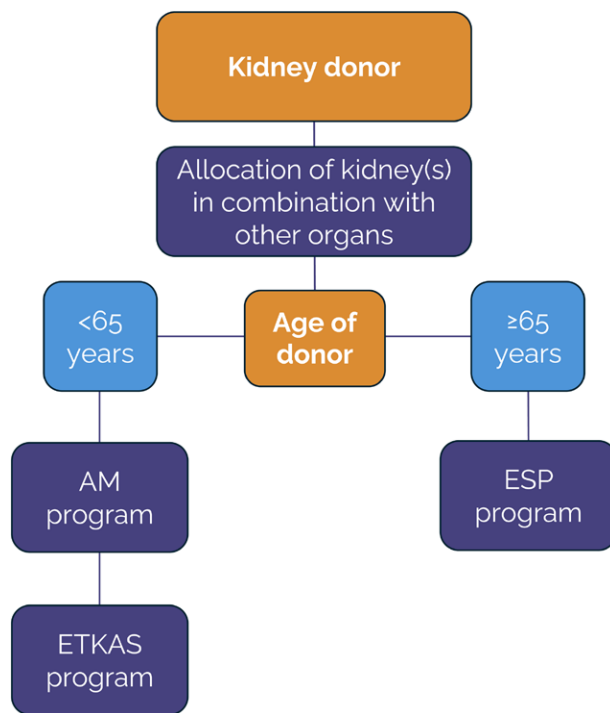 Kidney donor
Allocation of kidney(s)
in combination with
other organs
<65
years
Age of
donor
≥65
years
AM
program
ESP
program
ETKAS
program